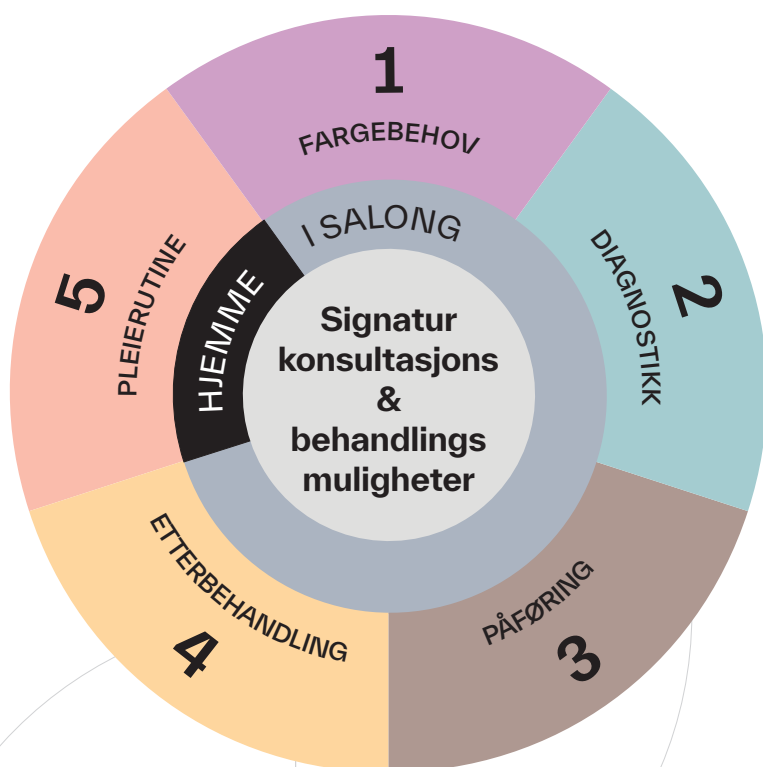 1
FARGEBEHOV
2
DIAGNOSTIKK
3
PÅFØRING
4
ETTERBEHANDLING
5
PLEIERUTINE
I SALONG
HJEMME
Signatur
konsultasjons
&
behandlings
muligheter